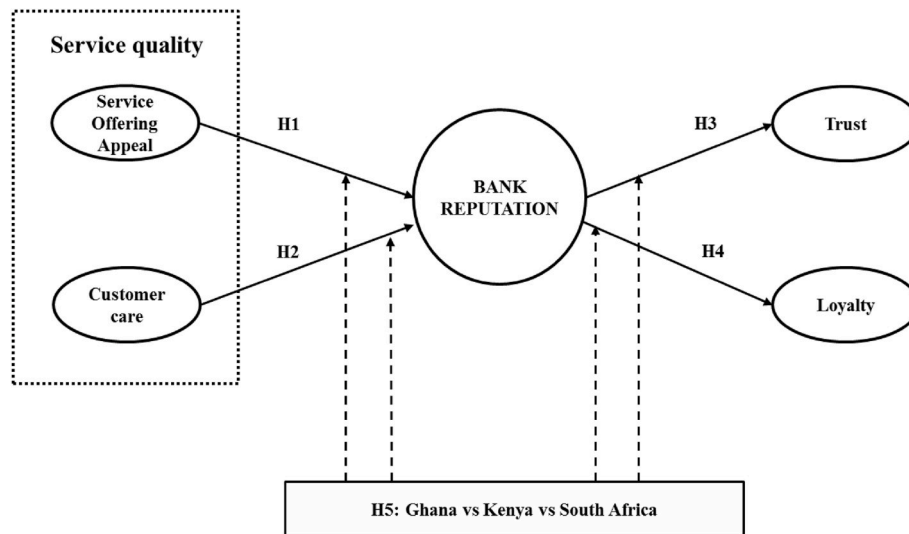 Service quality
Service
Offering
Appeal
H1
H2
Customer
care
BANK
REPUTATION
H3
H4
Trust
Loyalty
H5: Ghana vs Kenya vs South Africa